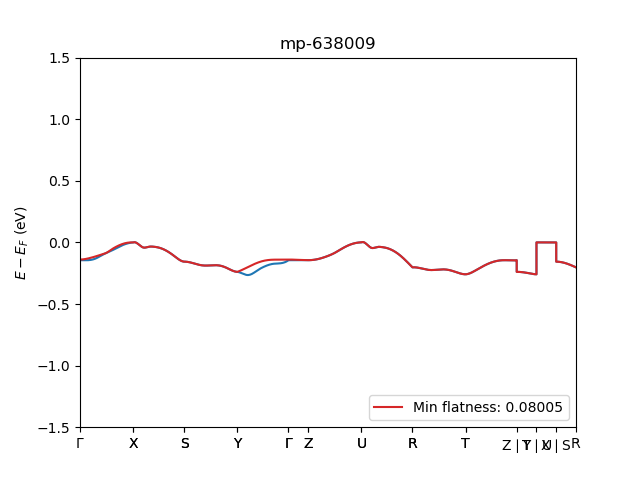 mp-638009
E − E_F (eV)
1.5
1.0
0.5
0.0
−0.5
−1.0
−1.5
Min flatness: 0.08005
Γ X S Y Γ Z U R T Z|T Y|X U|S R